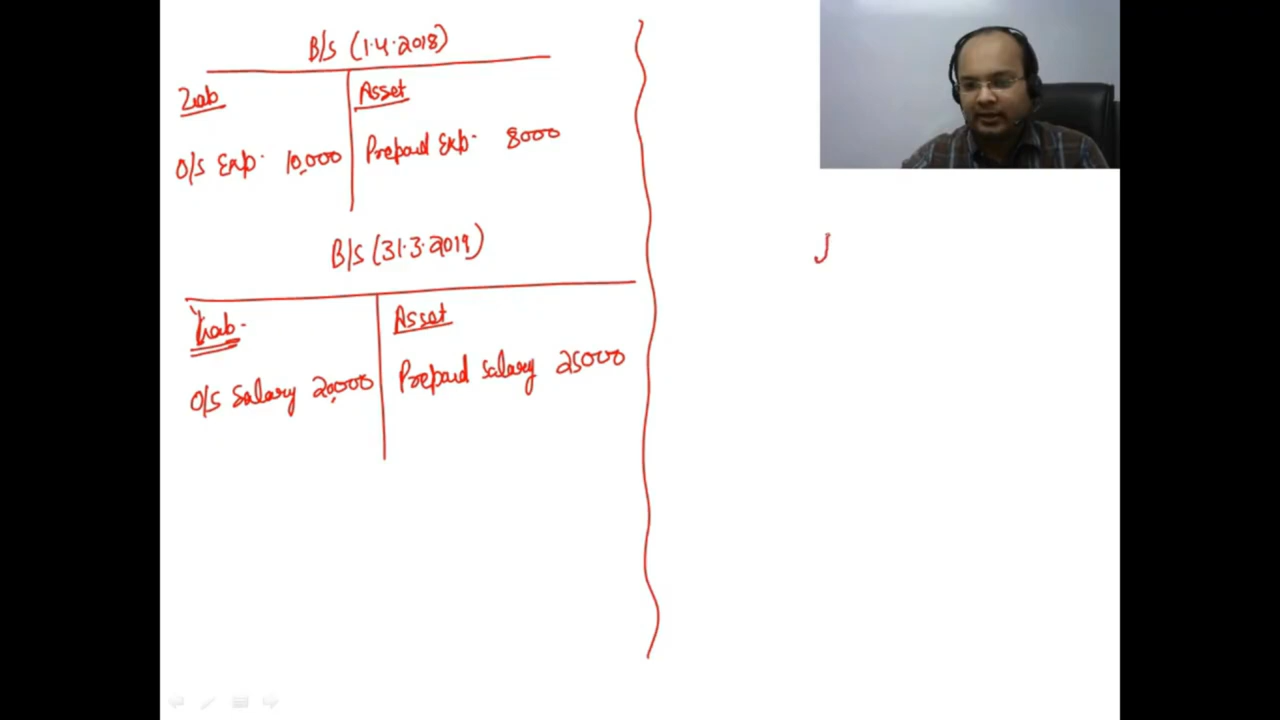 B/S (1.4.2018)
Liab Asset
O/S Exp. 10,000 Prepaid Exp. 8000
B/S (31.3.2019)
Liab. Asset
O/S Salary 20,000 Prepaid Salary 25000
J